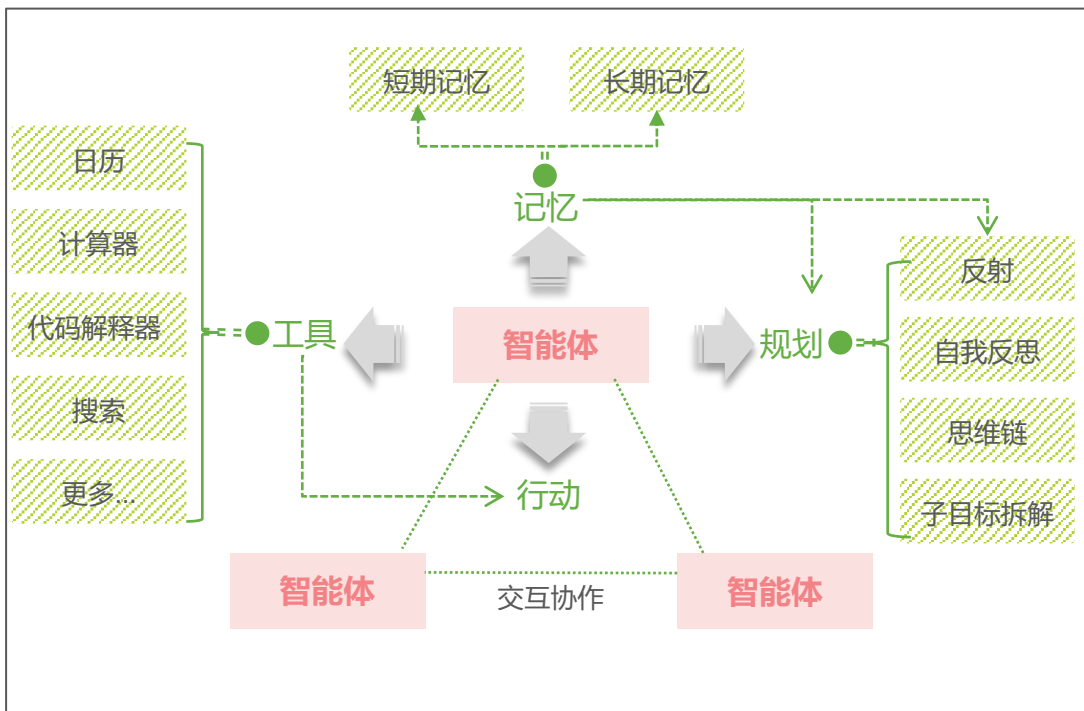 短期记忆
长期记忆
日历
记忆
计算器
反射
代码解释器
工具
智能体
规划
自我反思
搜索
思维链
更多...
行动
子目标拆解
智能体
交互协作
智能体